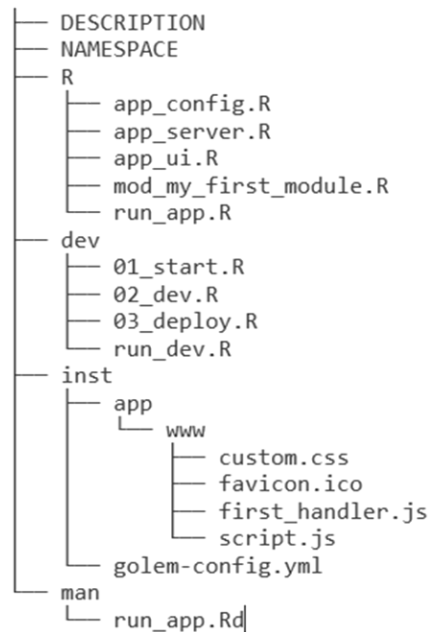 ├── DESCRIPTION
├── NAMESPACE
├── R
│   ├── app_config.R
│   ├── app_server.R
│   ├── app_ui.R
│   ├── mod_my_first_module.R
│   └── run_app.R
├── dev
│   ├── 01_start.R
│   ├── 02_dev.R
│   ├── 03_deploy.R
│   └── run_dev.R
├── inst
│   ├── app
│   │   └── www
│   │       ├── custom.css
│   │       ├── favicon.ico
│   │       ├── first_handler.js
│   │       └── script.js
│   └── golem-config.yml
└── man
    └── run_app.Rd